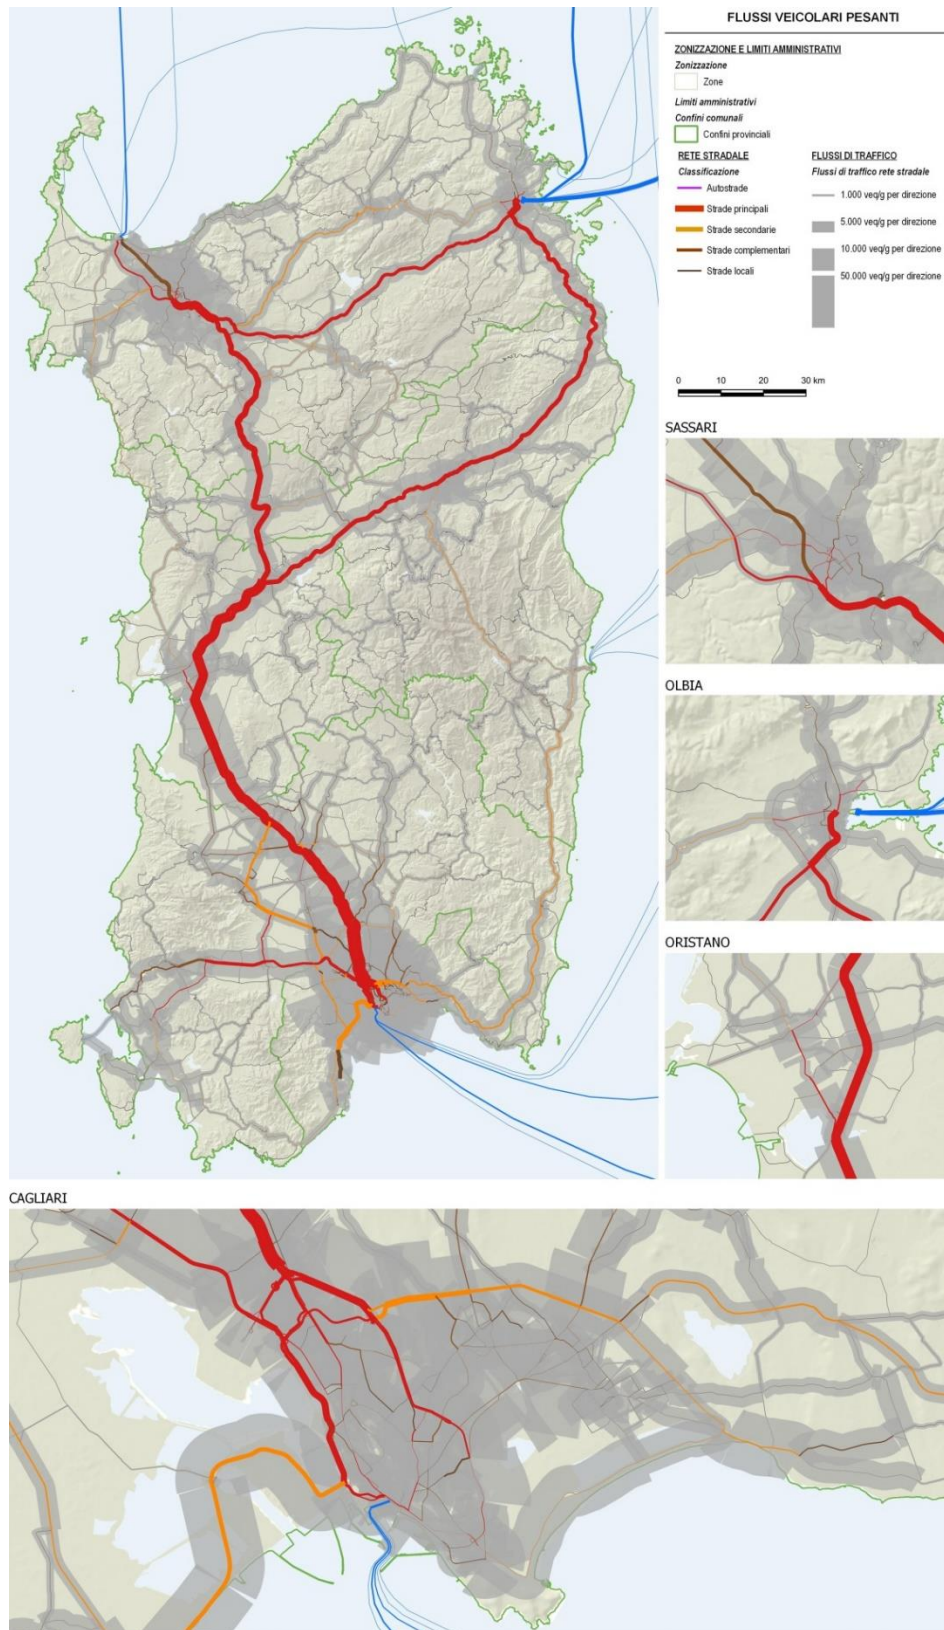 FLUSSI VEICOLARI PESANTI
ZONIZZAZIONE E LIMITI AMMINISTRATIVI
Zonizzazione
Zone
Limiti amministrativi
Confini comunali
Confini provinciali
RETE STRADALE
Classificazione
Autostrade
Strade principali
Strade secondarie
Strade complementari
Strade locali
FLUSSI DI TRAFFICO
Flussi di traffico rete stradale
1.000 veq/g per direzione
5.000 veq/g per direzione
10.000 veq/g per direzione
50.000 veq/g per direzione
0 10 20 30 km
SASSARI
OLBIA
ORISTANO
CAGLIARI